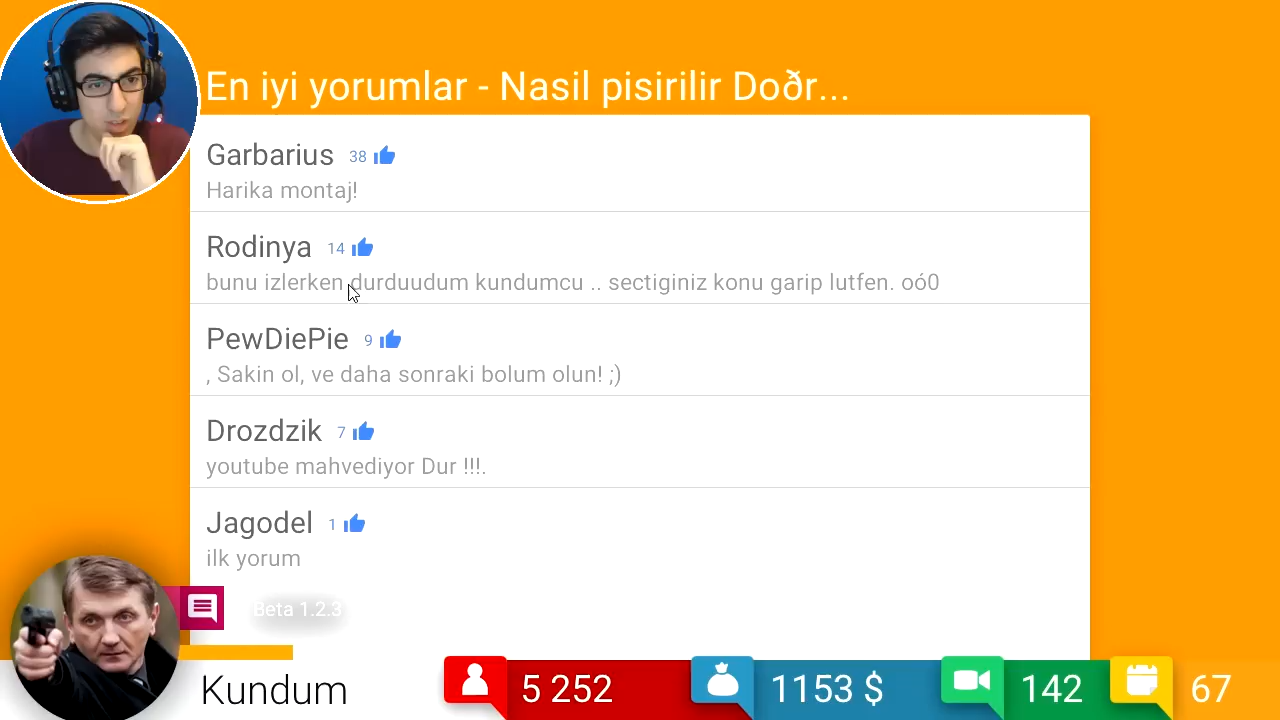 En iyi yorumlar - Nasil pisirilir Doðr...
Garbarius 38
Harika montaj!
Rodinya 14
bunu izlerken durduudum kundumcu .. sectiginiz konu garip lutfen. oó0
PewDiePie 9
, Sakin ol, ve daha sonraki bolum olun! ;)
Drozdzik 7
youtube mahvediyor Dur !!!.
Jagodel 1
ilk yorum
Beta 1.2.3
Kundum
5 252
1153 $
142
67